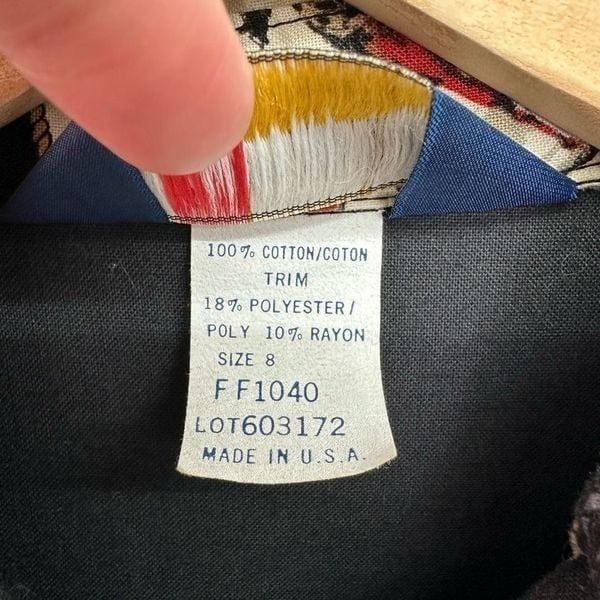 100% COTTON/COTON
TRIM
18% POLYESTER/
POLY 10% RAYON
SIZE 8
FF1040
LOT603172
MADE IN U.S.A.